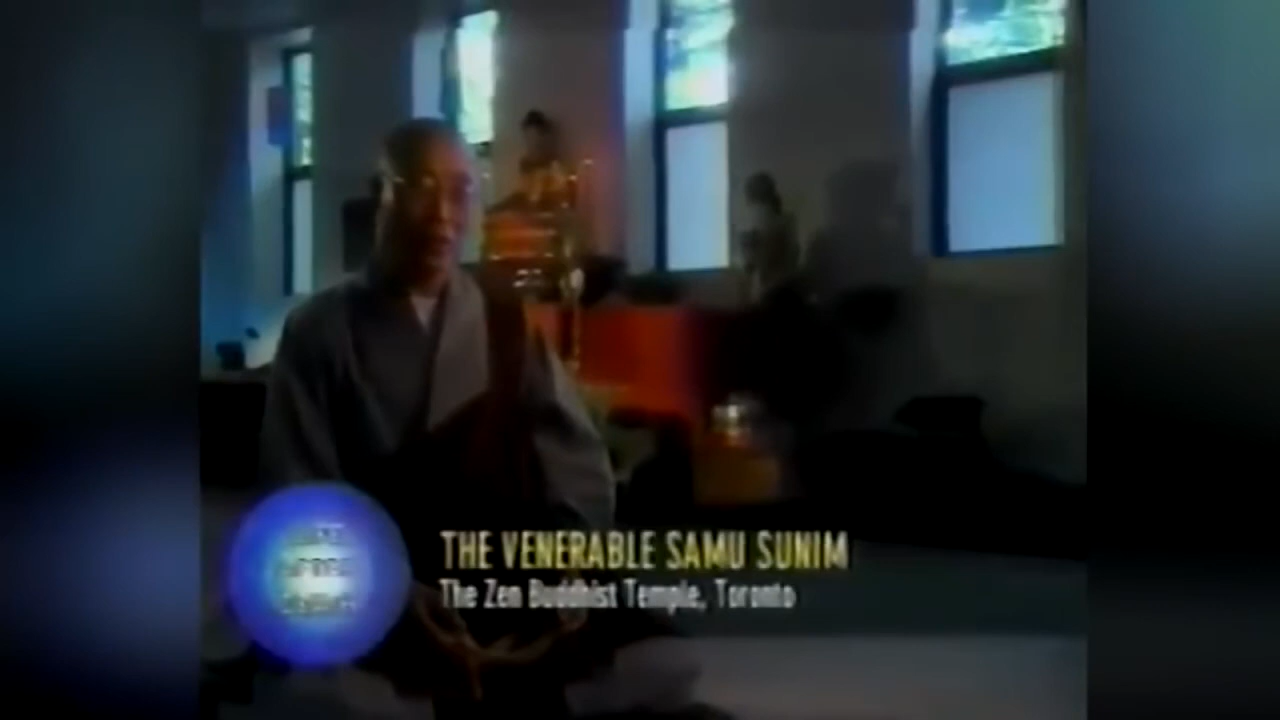 THE VENERABLE SAMU SUNIM
The Zen Buddhist Temple, Toronto